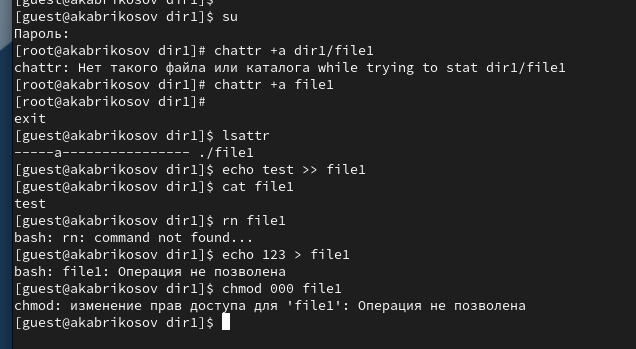 [guest@akabrikosov dir1]$
[guest@akabrikosov dir1]$ su
Пароль:
[root@akabrikosov dir1]# chattr +a dir1/file1
chattr: Нет такого файла или каталога while trying to stat dir1/file1
[root@akabrikosov dir1]# chattr +a file1
[root@akabrikosov dir1]#
exit
[guest@akabrikosov dir1]$ lsattr
-----a---------------- ./file1
[guest@akabrikosov dir1]$ echo test >> file1
[guest@akabrikosov dir1]$ cat file1
test
[guest@akabrikosov dir1]$ rn file1
bash: rn: command not found...
[guest@akabrikosov dir1]$ echo 123 > file1
bash: file1: Операция не позволена
[guest@akabrikosov dir1]$ chmod 000 file1
chmod: изменение прав доступа для 'file1': Операция не позволена
[guest@akabrikosov dir1]$